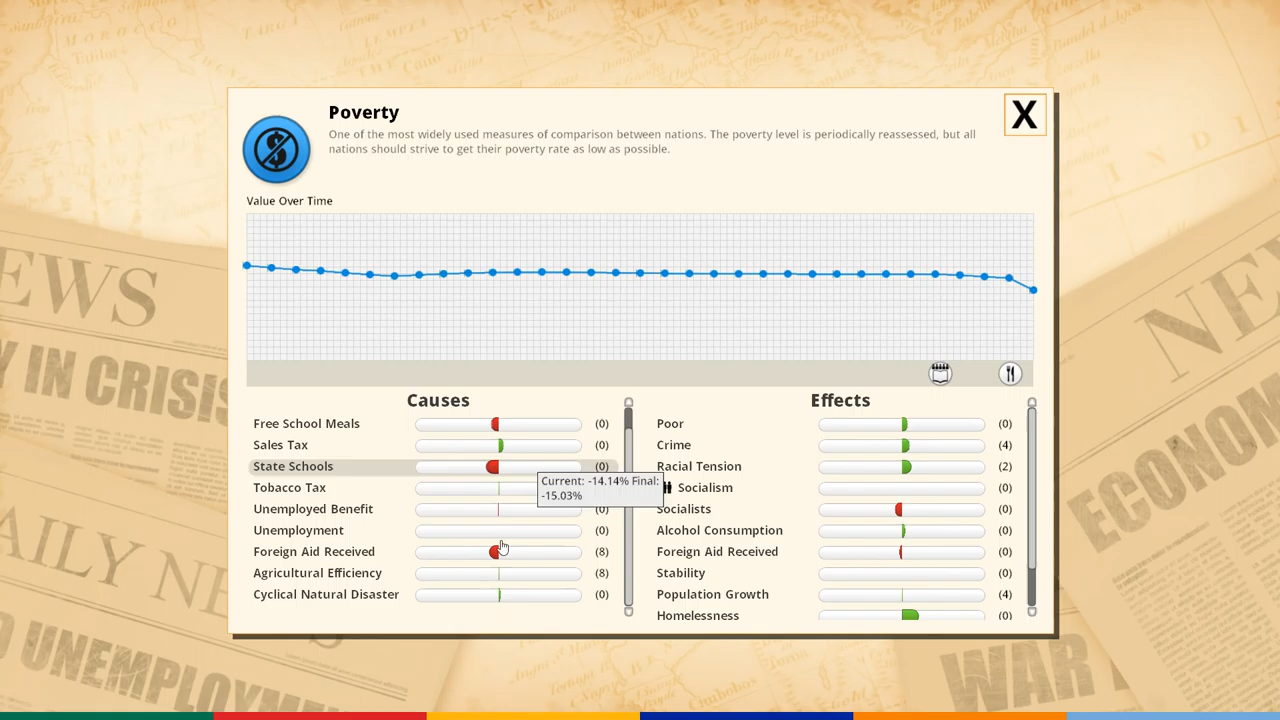 Poverty
One of the most widely used measures of comparison between nations. The poverty level is periodically reassessed, but all
nations should strive to get their poverty rate as low as possible.
X
Value Over Time
Causes
Free School Meals (0)
Sales Tax (0)
State Schools (0)
Tobacco Tax
Unemployed Benefit (0)
Unemployment (0)
Foreign Aid Received (8)
Agricultural Efficiency (8)
Cyclical Natural Disaster (0)
Current: -14.14% Final:
-15.03%
Effects
Poor (0)
Crime (4)
Racial Tension (2)
Socialism (0)
Socialists (0)
Alcohol Consumption (0)
Foreign Aid Received (0)
Stability (0)
Population Growth (4)
Homelessness (0)
EWS
Y IN CRISIS
AILY NE
D UNEMPLOYM
NE
ECONOM
WAR